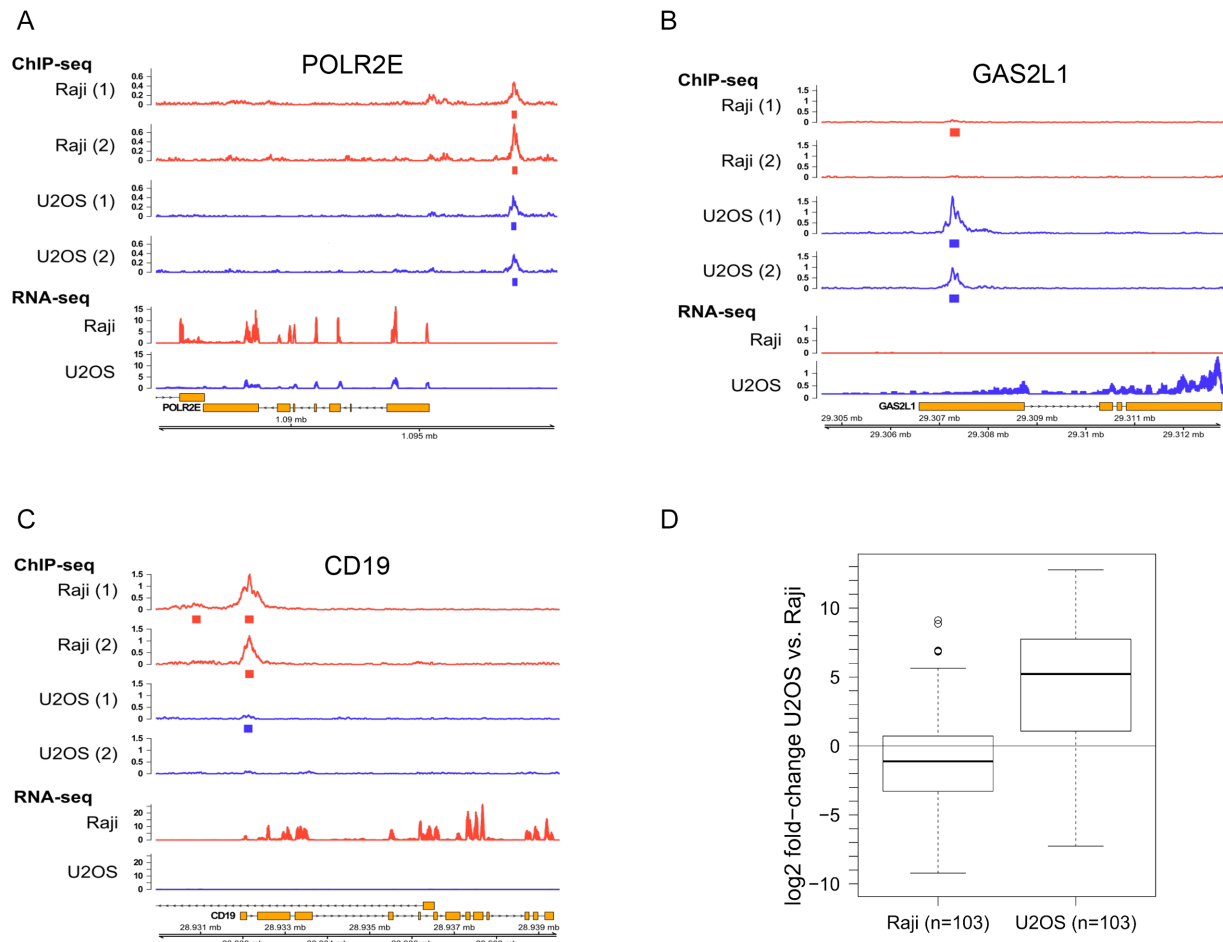 A
POLR2E
ChIP-seq
Raji (1)
0.6
0.4
0.2
0
Raji (2)
0.6
0.4
0.2
0
U2OS (1)
0.6
0.4
0.2
0
U2OS (2)
0.6
0.4
0.2
0
RNA-seq
Raji
15
10
5
0
U2OS
15
10
5
0
POLR2E
1.09 mb
1.095 mb
B
GAS2L1
ChIP-seq
Raji (1)
1.5
1
0.5
0
Raji (2)
1.5
1
0.5
0
U2OS (1)
1.5
1
0.5
0
U2OS (2)
1.5
1
0.5
0
RNA-seq
Raji
1
0.5
0
U2OS
1.5
1
0.5
0
GAS2L1
29.305 mb
29.307 mb
29.309 mb
29.311 mb
29.306 mb
29.308 mb
29.31 mb
29.312 mb
C
CD19
ChIP-seq
Raji (1)
1.5
1
0.5
0
Raji (2)
1.5
1
0.5
0
U2OS (1)
1.5
1
0.5
0
U2OS (2)
1.5
1
0.5
0
RNA-seq
Raji
20
10
0
U2OS
20
10
0
CD19
28.931 mb
28.933 mb
28.935 mb
28.937 mb
28.939 mb
D
log2 fold−change U2OS vs. Raji
10
5
0
−5
−10
Raji (n=103)
U2OS (n=103)